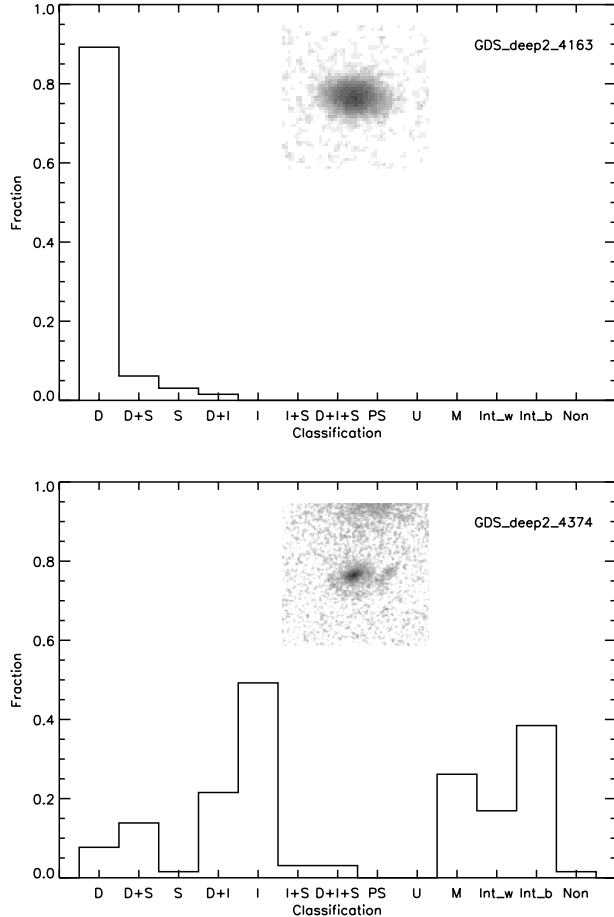 1.0
GDS_deep2_4163
0.8
0.6
Fraction
0.4
0.2
0.0
D D+S S D+I I I+S D+I+S PS U M Int_w Int_b Non
Classification
1.0
GDS_deep2_4374
0.8
0.6
Fraction
0.4
0.2
0.0
D D+S S D+I I I+S D+I+S PS U M Int_w Int_b Non
Classification